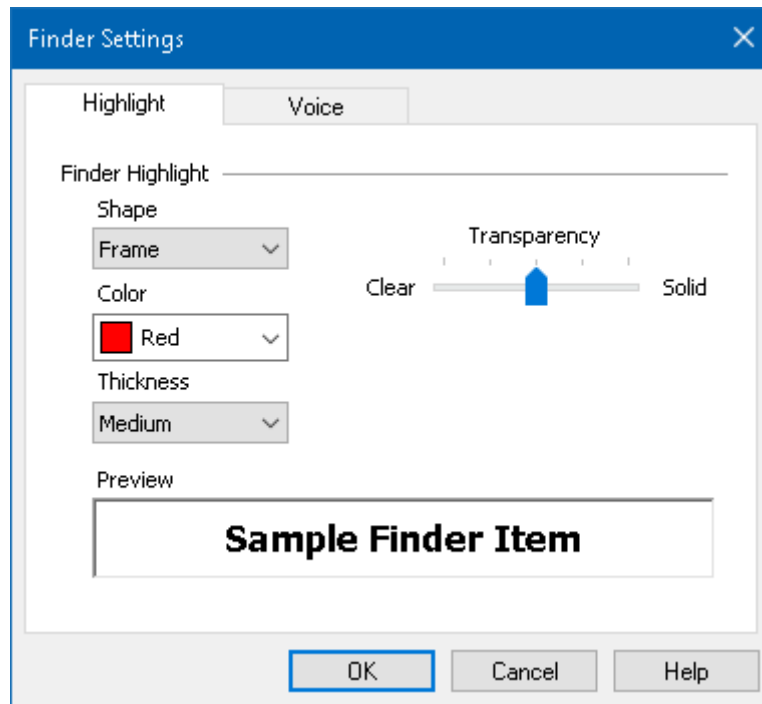 Finder Settings
Highlight
Voice
Finder Highlight
Shape
Frame
Transparency
Color
Clear
Solid
Red
Thickness
Medium
Preview
Sample Finder Item
OK
Cancel
Help